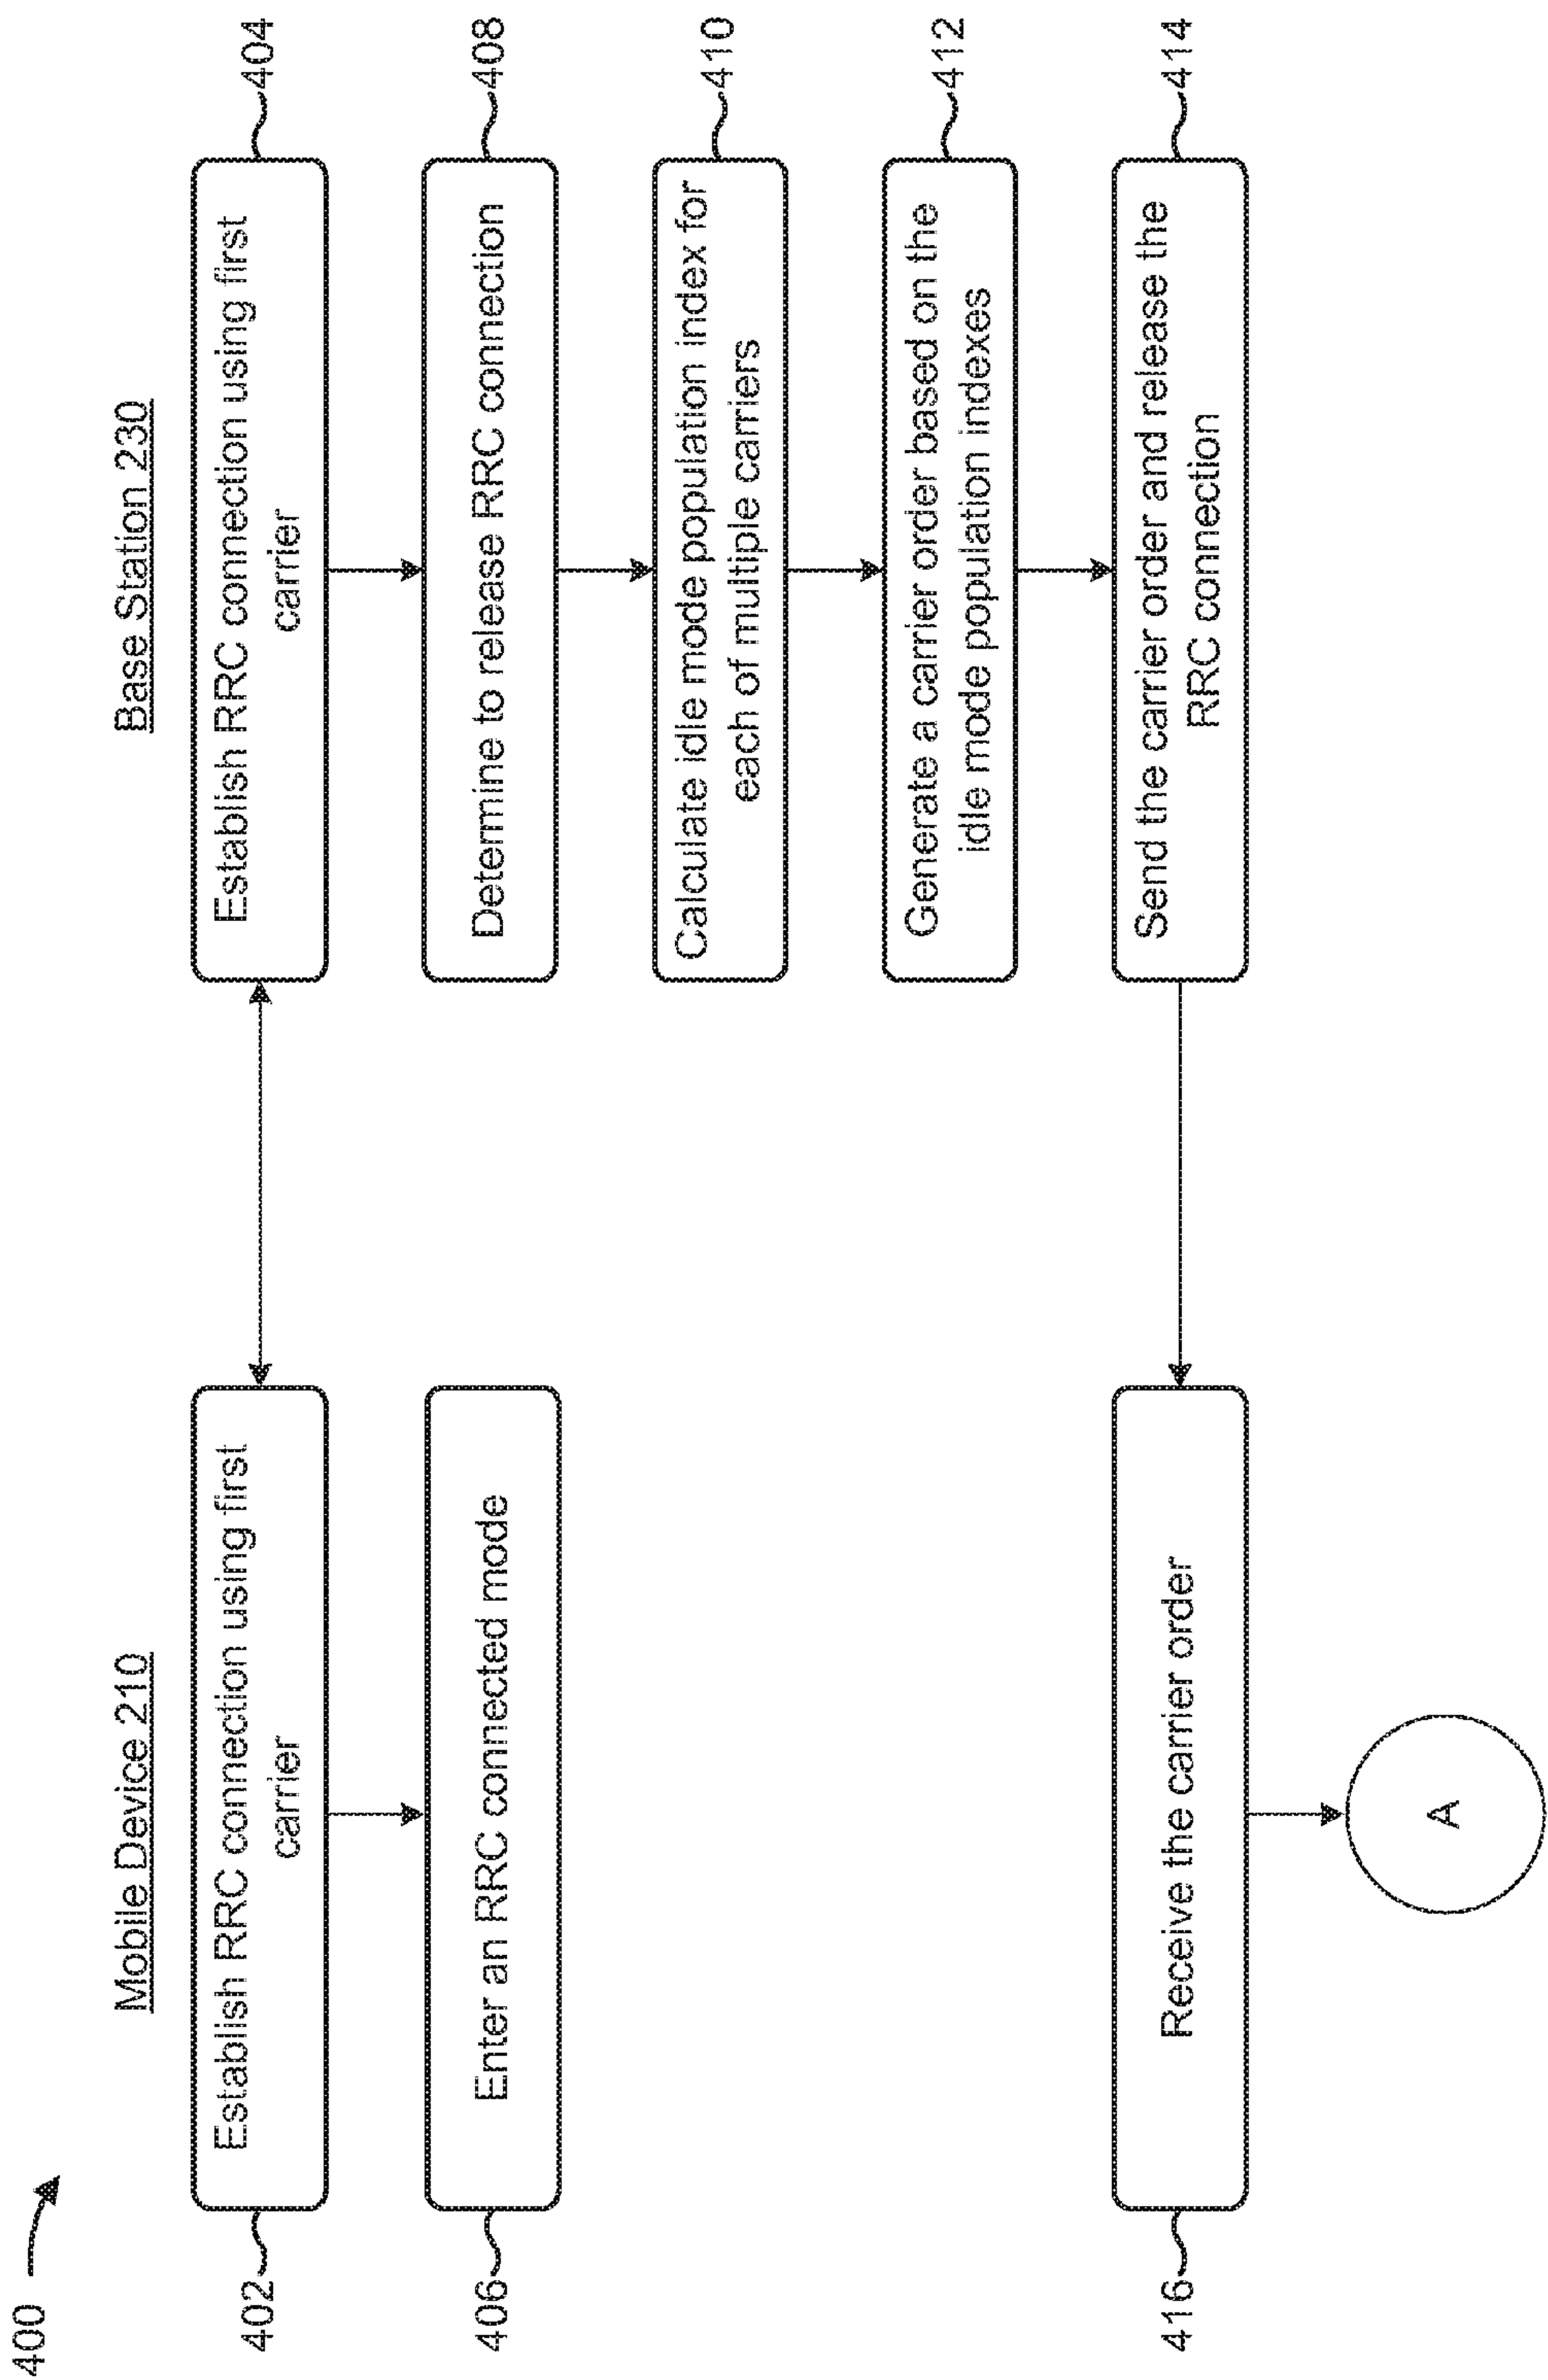 400
Mobile Device 210
Base Station 230
402
Establish RRC connection using first
carrier
Establish RRC connection using first
carrier
404
406
Enter an RRC connected mode
Determine to release RRC connection
408
Calculate idle mode population index for
each of multiple carriers
410
Generate a carrier order based on the
idle mode population indexes
412
416
Receive the carrier order
Send the carrier order and release the
RRC connection
414
A